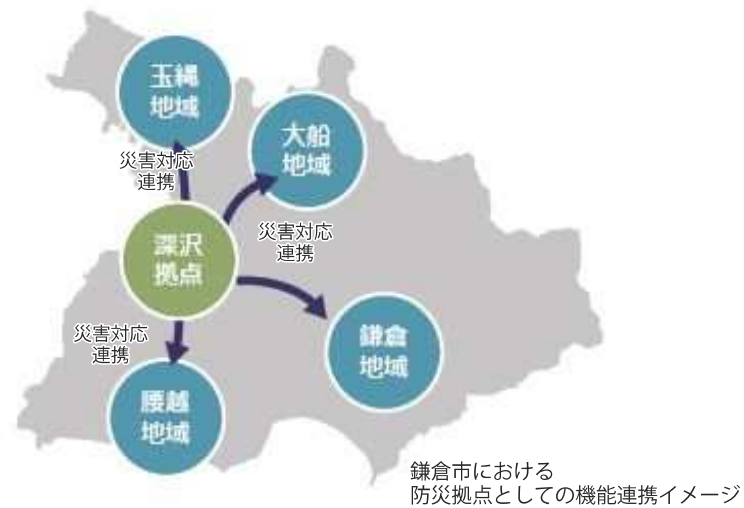 玉縄
地域
大船
地域
災害対応
連携
災害対応
連携
深沢
拠点
災害対応
連携
鎌倉
地域
腰越
地域
鎌倉市における
防災拠点としての機能連携イメージ